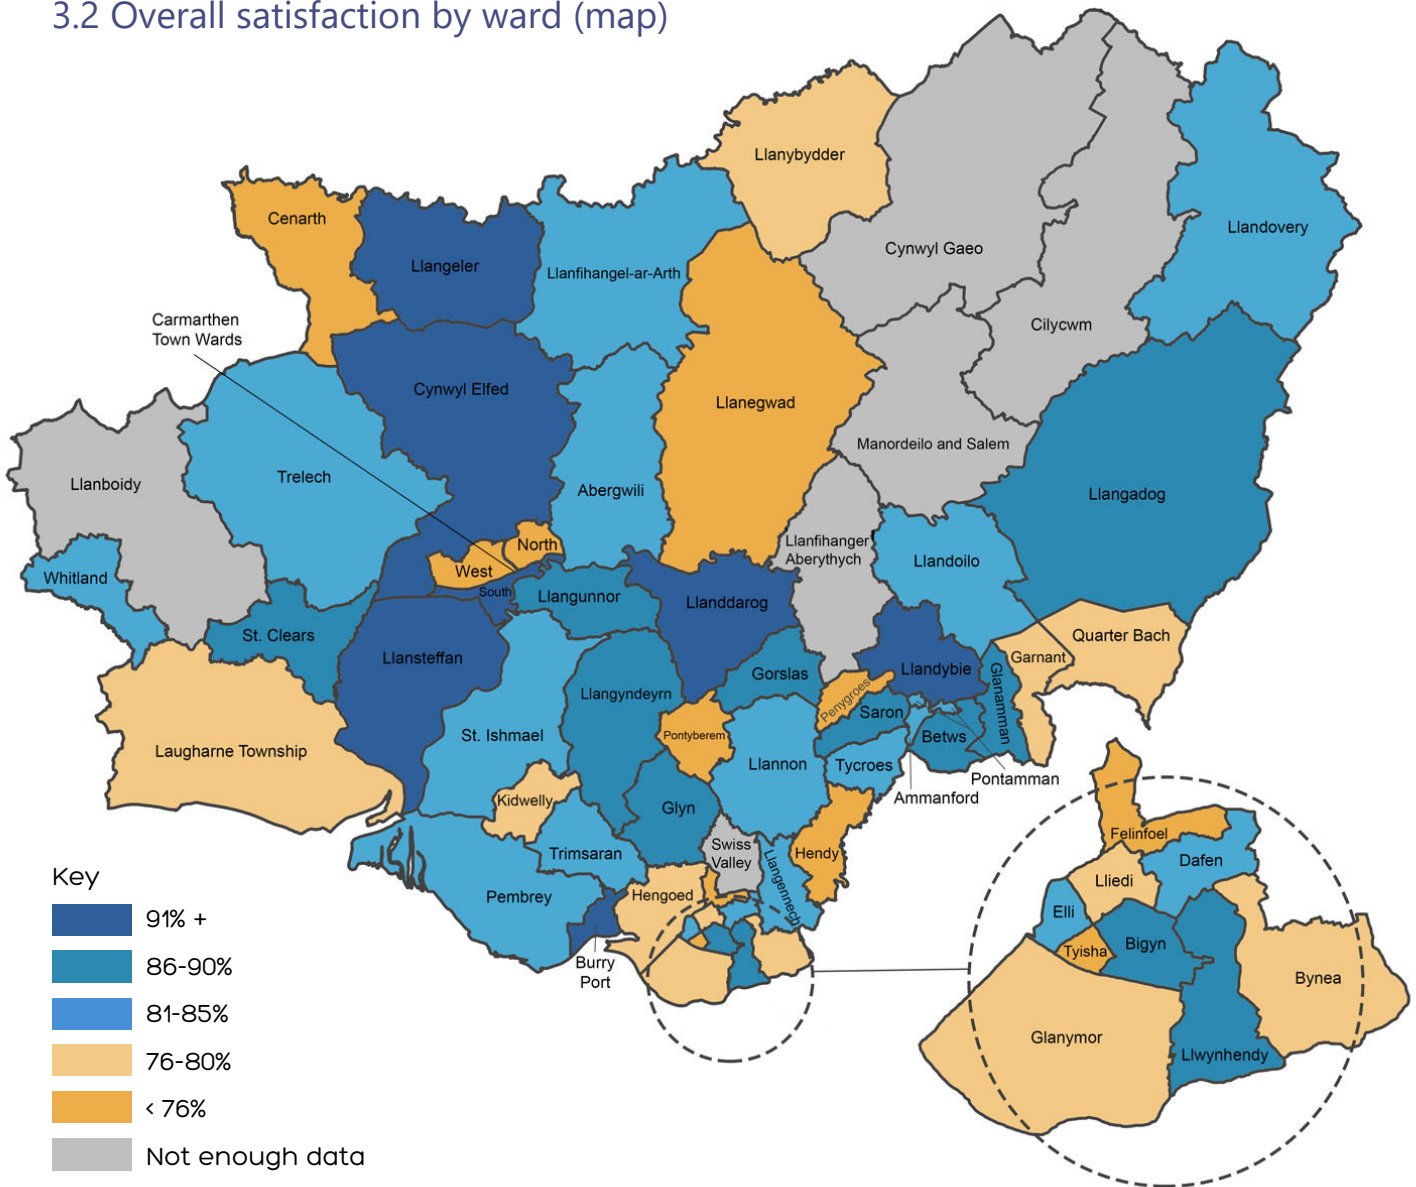 3.2 Overall satisfaction by ward (map)
Llanybydder
Cenarth
Llandovery
Cynwyl Gaeo
Llangeler
Llanfihangel-ar-Arth
Carmarthen
Town Wards
Cilycwm
Cynwyl Elfed
Llanegwad
Manordeilo and Salem
Llanboidy
Trelech
Abergwili
Llangadog
Llanfihanger
Aberythych
North
West
Llandoilo
Whitland
South
Llangunnor
Llanddarog
St. Clears
Quarter Bach
Llansteffan
Garnant
Llandybie
Gorslas
Glanamman
Llangyndeyrn
Penygroes
Saron
St. Ishmael
Pontyberem
Betws
Laugharne Township
Llannon
Tycroes
Pontamman
Kidwelly
Ammanford
Glyn
Felinfoel
Trimsaran
Swiss
Valley
Hendy
Dafen
Llangennech
Key
Lliedi
Pembrey
Hengoed
Elli
91% +
Tyisha
Bigyn
86-90%
Burry
Port
Bynea
81-85%
Glanymor
Llwynhendy
76-80%
< 76%
Not enough data